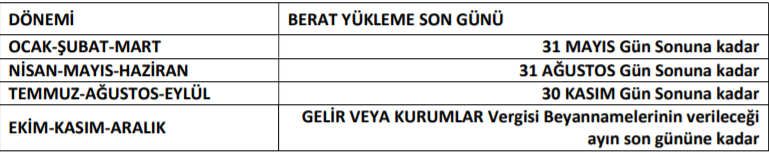 DÖNEMİ BERAT YÜKLEME SON GÜNÜ
OCAK-ŞUBAT-MART 31 MAYIS Gün Sonuna kadar
NİSAN-MAYIS-HAZİRAN 31 AĞUSTOS Gün Sonuna kadar
TEMMUZ-AĞUSTOS-EYLÜL 30 KASIM Gün Sonuna kadar
EKİM-KASIM-ARALIK GELİR VEYA KURUMLAR Vergisi Beyannamelerinin verileceği
ayın son gününe kadar